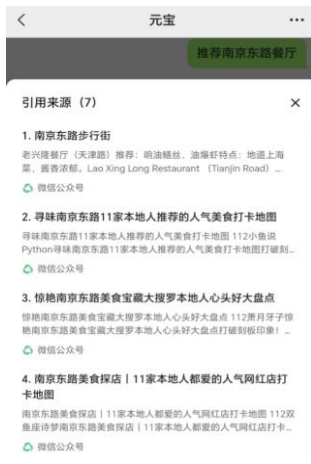 元宝
推荐南京东路餐厅
引用来源（7）
1. 南京东路步行街
老兴隆餐厅（天津路）推荐：响油鳝丝、油爆虾特点：地道上海
菜，酱香浓郁。Lao Xing Long Restaurant （Tianjin Road）...
微信公众号
2. 寻味南京东路11家本地人推荐的人气美食打卡地图
寻味南京东路11家本地人推荐的人气美食打卡地图 112小鱼说
Python寻味南京东路11家本地人推荐的人气美食打卡地图打破刻...
微信公众号
3. 惊艳南京东路美食宝藏大搜罗本地人心头好大盘点
惊艳南京东路美食宝藏大搜罗本地人心头好大盘点 112萧月牙子惊
艳南京东路美食宝藏大搜罗本地人心头好大盘点打破刻板印象！...
微信公众号
4. 南京东路美食探店丨11家本地人都爱的人气网红店打
卡地图
南京东路美食探店丨11家本地人都爱的人气网红店打卡地图 112双
鱼座诗梦南京东路美食探店丨11家本地人都爱的人气网红店打卡...
微信公众号